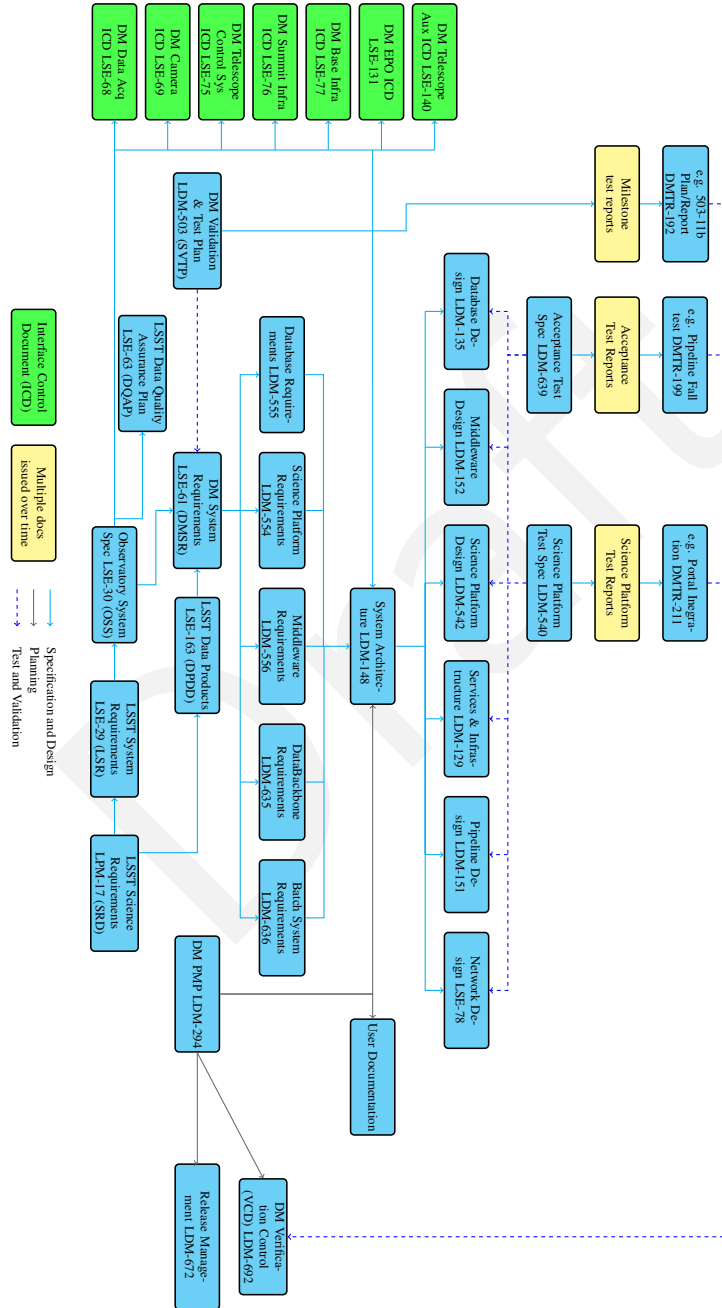 DM Telescope
Aux ICD LSE-140
DM EPO ICD
LSE-131
DM Base Infra
ICD LSE-77
DM Summit Infra
ICD LSE-76
DM Telescope
Control Sys
ICD LSE-75
DM Camera
ICD LSE-69
DM Data Acq
ICD LSE-68
e.g. 503-11b
Plan/Report
DMTR-192
e.g. Pipeline Fall
test DMTR-199
e.g. Portal Inegra-
tion DMTR-211
Milestone
test reports
Acceptance
Test Reports
Science Platform
Test Reports
Acceptance Test
Spec LDM-639
Science Platform
Test Spec LDM-540
Database De-
sign LDM-135
Middleware
Design LDM-152
Science Platform
Design LDM-542
Services & Infras-
tructure LDM-129
Pipeline De-
sign LDM-151
Network De-
sign LSE-78
System Architec-
ture LDM-148
User Documentation
Database Require-
ments LDM-555
Science Platform
Requirements
LDM-554
Middleware
Requirements
LDM-556
DataBackbone
Requirements
LDM-635
Batch System
Requirements
LDM-636
DM Verifica-
tion Control
(VCD) LDM-692
DM Validation
& Test Plan
LDM-503 (SVTP)
DM System
Requirements
LSE-61 (DMSR)
LSST Data Products
LSE-163 (DPDD)
DM PMP LDM-294
Release Manage-
ment LDM-672
LSST Data Quality
Assurance Plan
LSE-63 (DQAP)
Observatory System
Spec LSE-30 (OSS)
LSST System
Requirements
LSE-29 (LSR)
LSST Science
Requirements
LPM-17 (SRD)
Interface Control
Document (ICD)
Multiple docs
issued over time
Specification and Design
Planning
Test and Validation
Draft